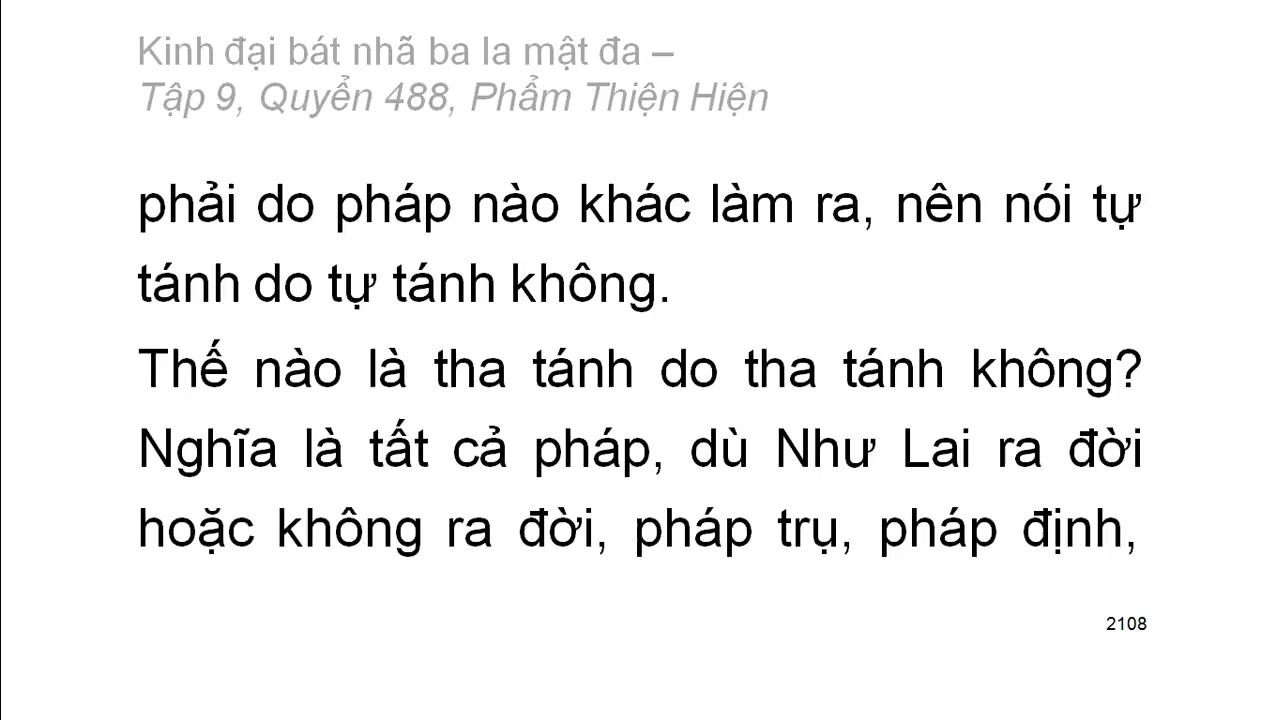 Kinh đại bát nhã ba la mật đa –
Tập 9, Quyển 488, Phẩm Thiện Hiện
phải do pháp nào khác làm ra, nên nói tự
tánh do tự tánh không.
Thế nào là tha tánh do tha tánh không?
Nghĩa là tất cả pháp, dù Như Lai ra đời
hoặc không ra đời, pháp trụ, pháp định,
2108